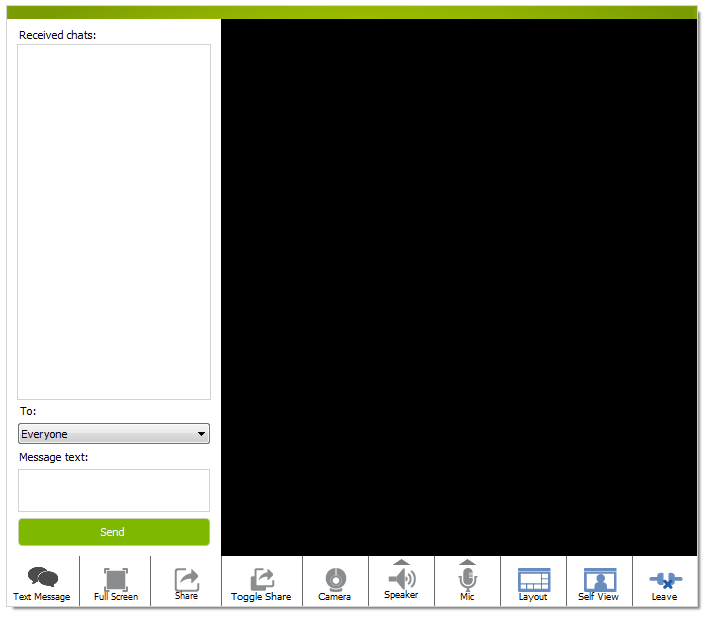 Received chats:
To:
Everyone
Message text:
Send
Text Message
Full Screen
Share
Toggle Share
Camera
Speaker
Mic
Layout
Self View
Leave